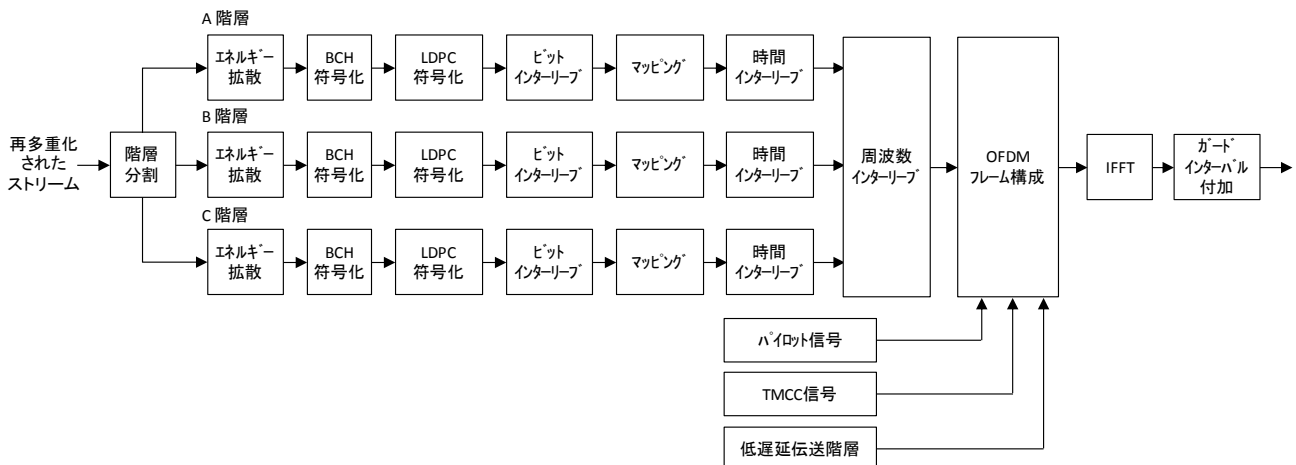 A 階層
エネルギー
拡散
BCH
符号化
LDPC
符号化
ビット
インターリーブ
マッピング
時間
インターリーブ
再多重化
された
ストリーム
階層
分割
B 階層
エネルギー
拡散
BCH
符号化
LDPC
符号化
ビット
インターリーブ
マッピング
時間
インターリーブ
C 階層
エネルギー
拡散
BCH
符号化
LDPC
符号化
ビット
インターリーブ
マッピング
時間
インターリーブ
周波数
インターリーブ
OFDM
フレーム構成
IFFT
ガード
インターバル
付加
パイロット信号
TMCC信号
低遅延伝送階層